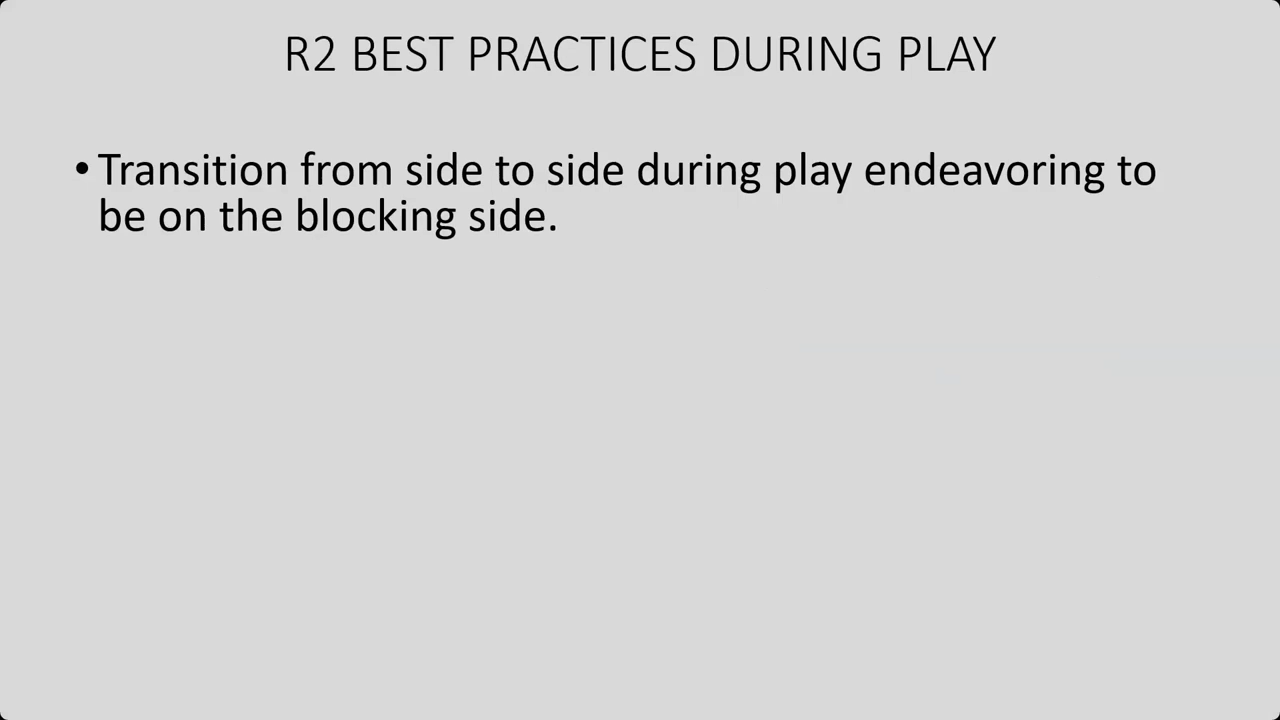 R2 BEST PRACTICES DURING PLAY
• Transition from side to side during play endeavoring to
be on the blocking side.